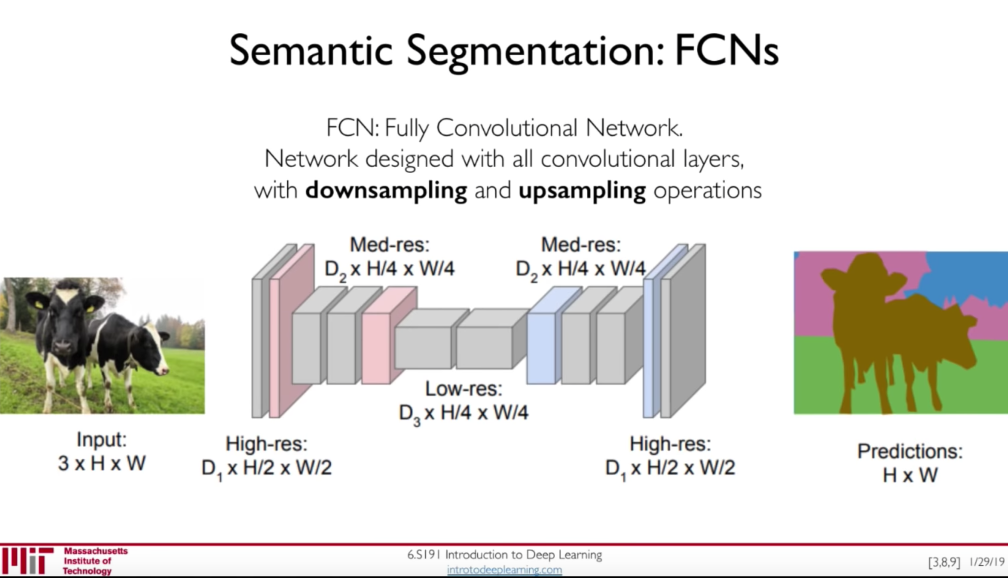 Semantic Segmentation: FCNs
FCN: Fully Convolutional Network.
Network designed with all convolutional layers,
with downsampling and upsampling operations
Med-res:
D₂ x H/4 x W/4
Med-res:
D₂ x H/4 x W/4
Low-res:
D₃ x H/4 x W/4
Input:
3 x H x W
High-res:
D₁ x H/2 x W/2
High-res:
D₁ x H/2 x W/2
Predictions:
H x W
Massachusetts
Institute of
Technology
6.S191 Introduction to Deep Learning
introtodeeplearning.com
[3,8,9] 1/29/19